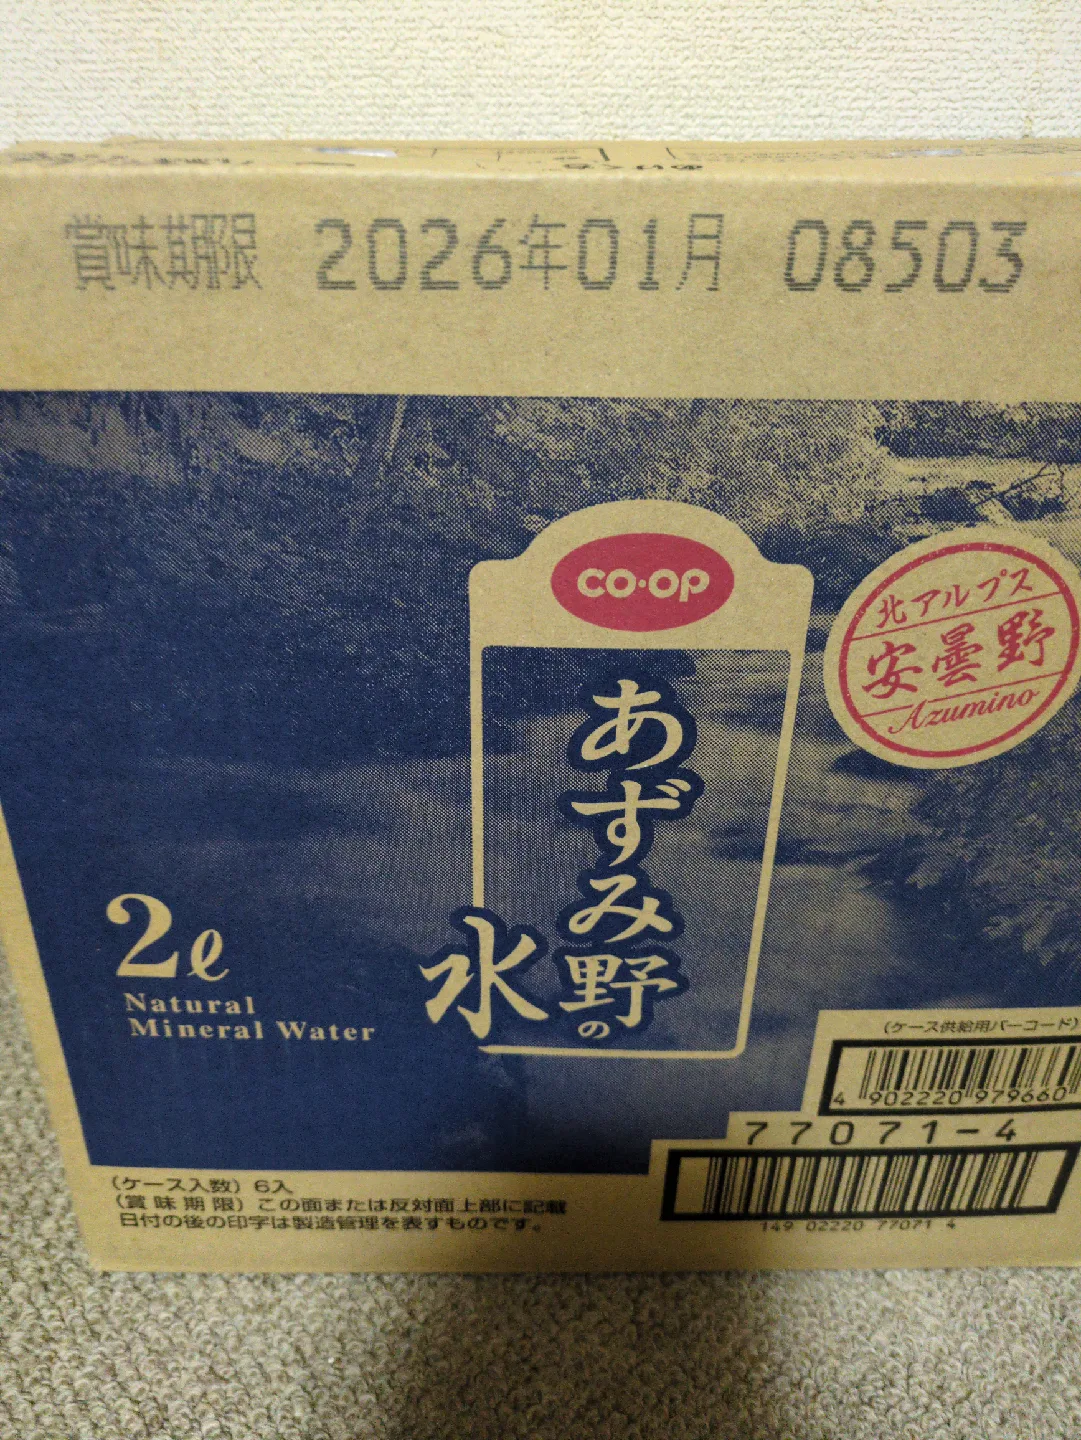 賞味期限 2026年01月 08503
CO·OP
北アルプス
安曇野
Azumino
あずみ野の
水
2ℓ
Natural
Mineral Water
(ケース供給用バーコード)
4 902220 979660
77071-4
149 02220 77071 4
(ケース入数) 6入
(賞味期限) この面または反対面上部に記載
日付の後の印字は製造管理を表すものです。